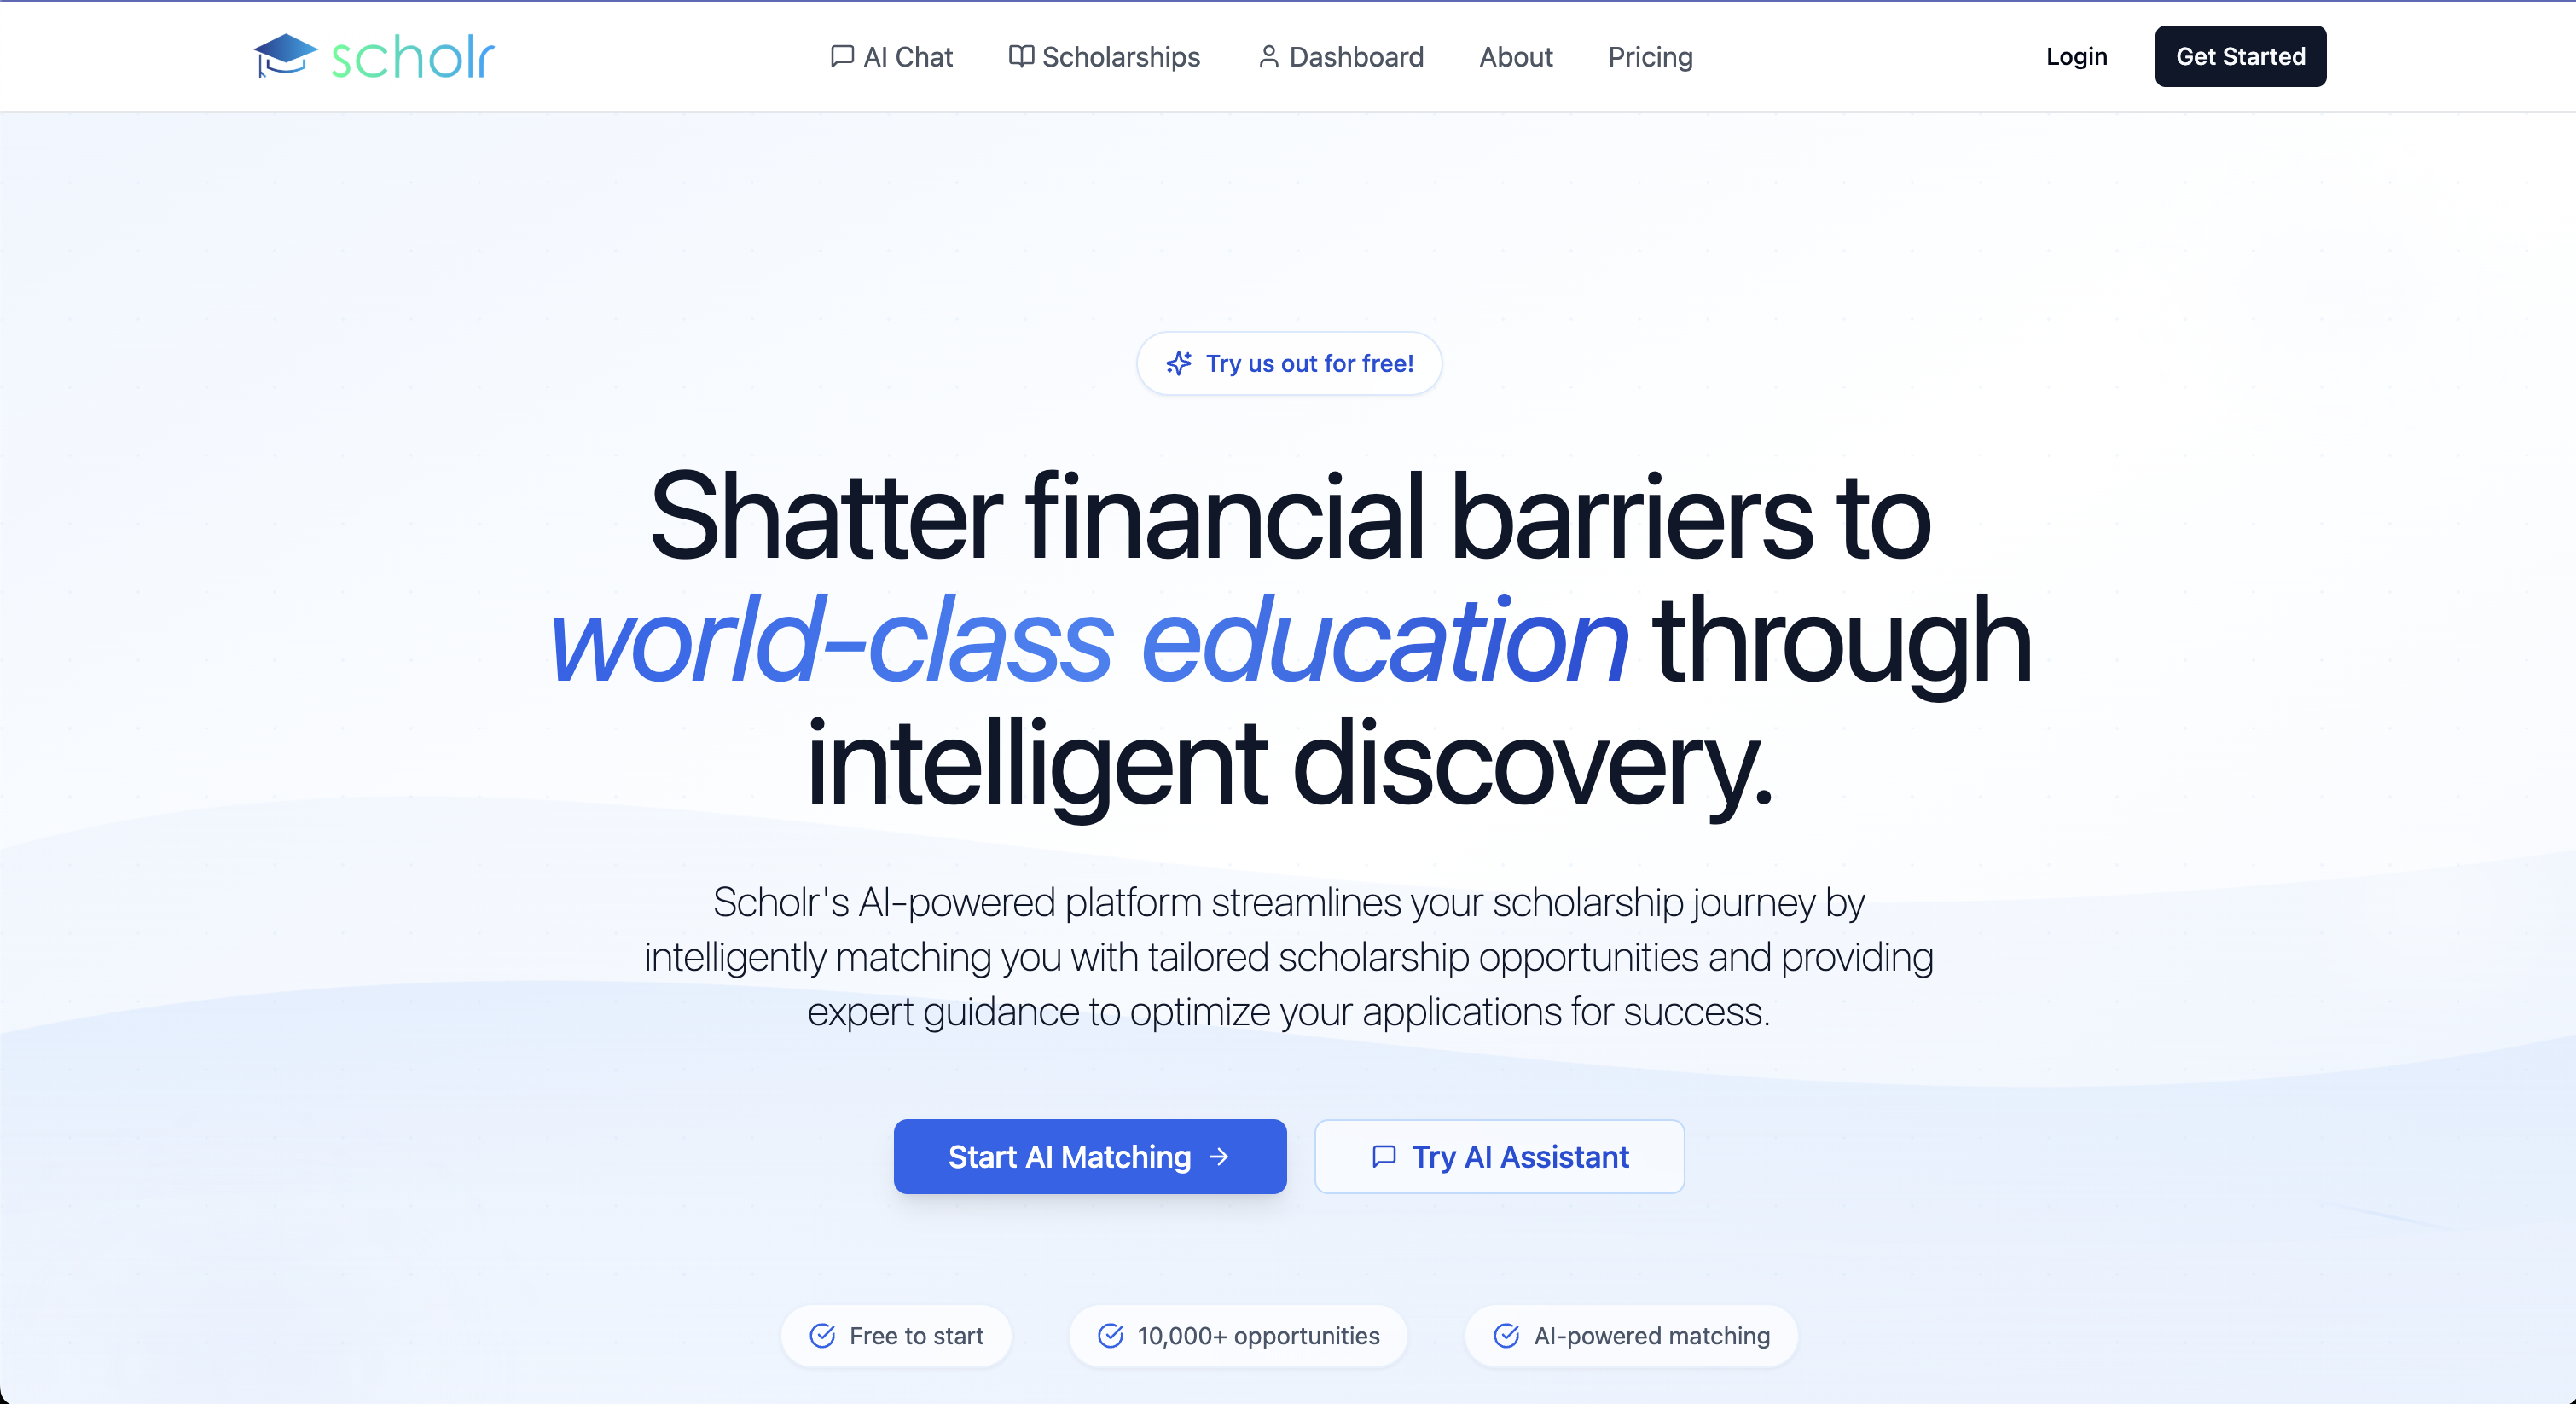 scholr
AI Chat
Scholarships
Dashboard
About
Pricing
Login
Get Started
Try us out for free!
Shatter financial barriers to
world-class education through
intelligent discovery.
Scholr's AI-powered platform streamlines your scholarship journey by
intelligently matching you with tailored scholarship opportunities and providing
expert guidance to optimize your applications for success.
Start AI Matching →
Try AI Assistant
Free to start
10,000+ opportunities
AI-powered matching